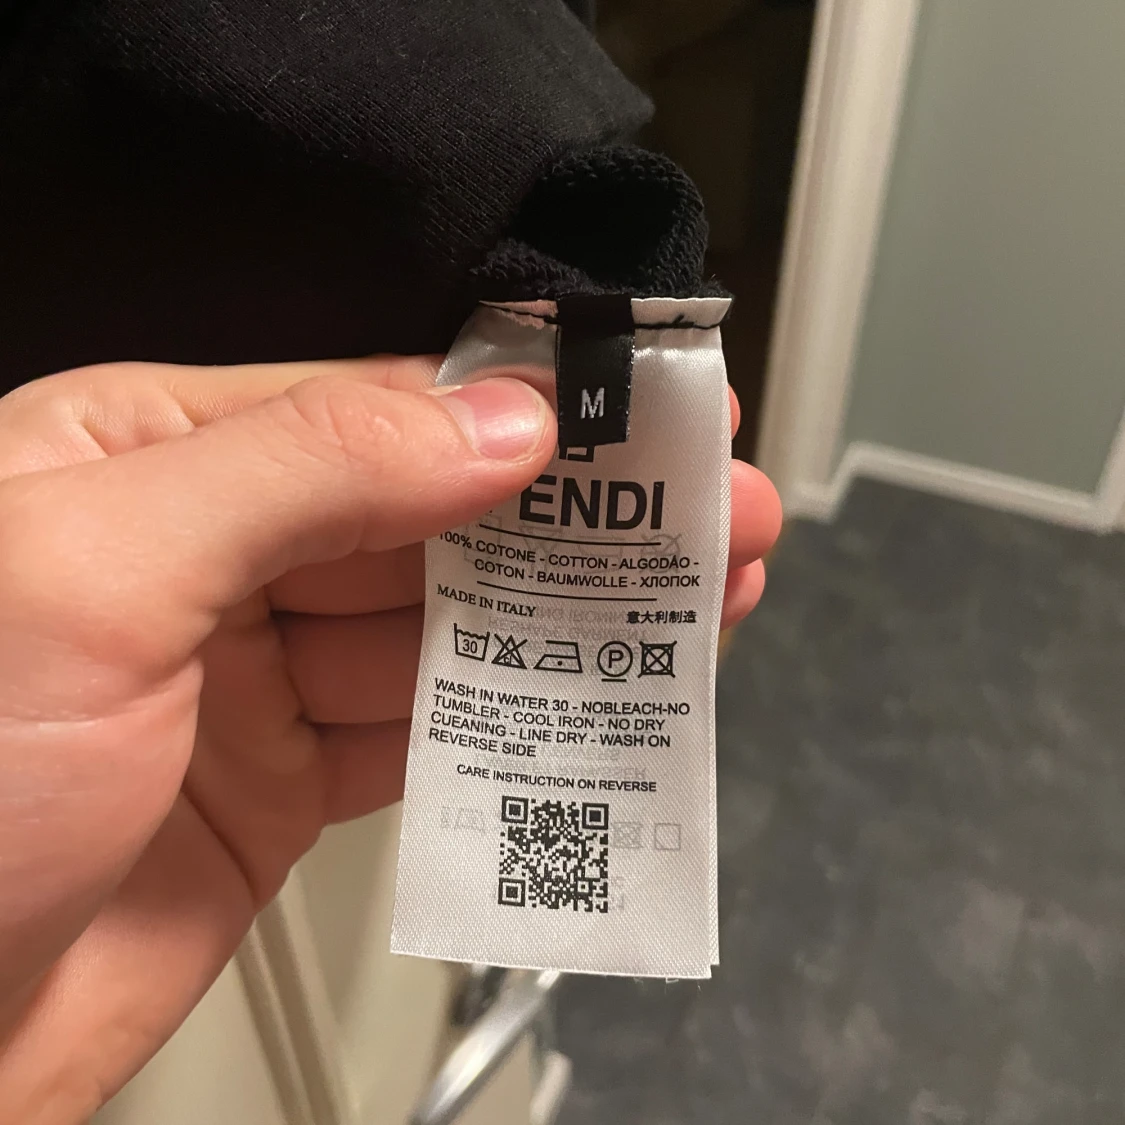 M
ENDI
100% COTONE - COTTON - ALGODÃO -
COTON - BAUMWOLLE - ХЛОПОК
MADE IN ITALY 意大利制造
30 P
WASH IN WATER 30 - NOBLEACH-NO
TUMBLER - COOL IRON - NO DRY
CUEANING - LINE DRY - WASH ON
REVERSE SIDE
CARE INSTRUCTION ON REVERSE